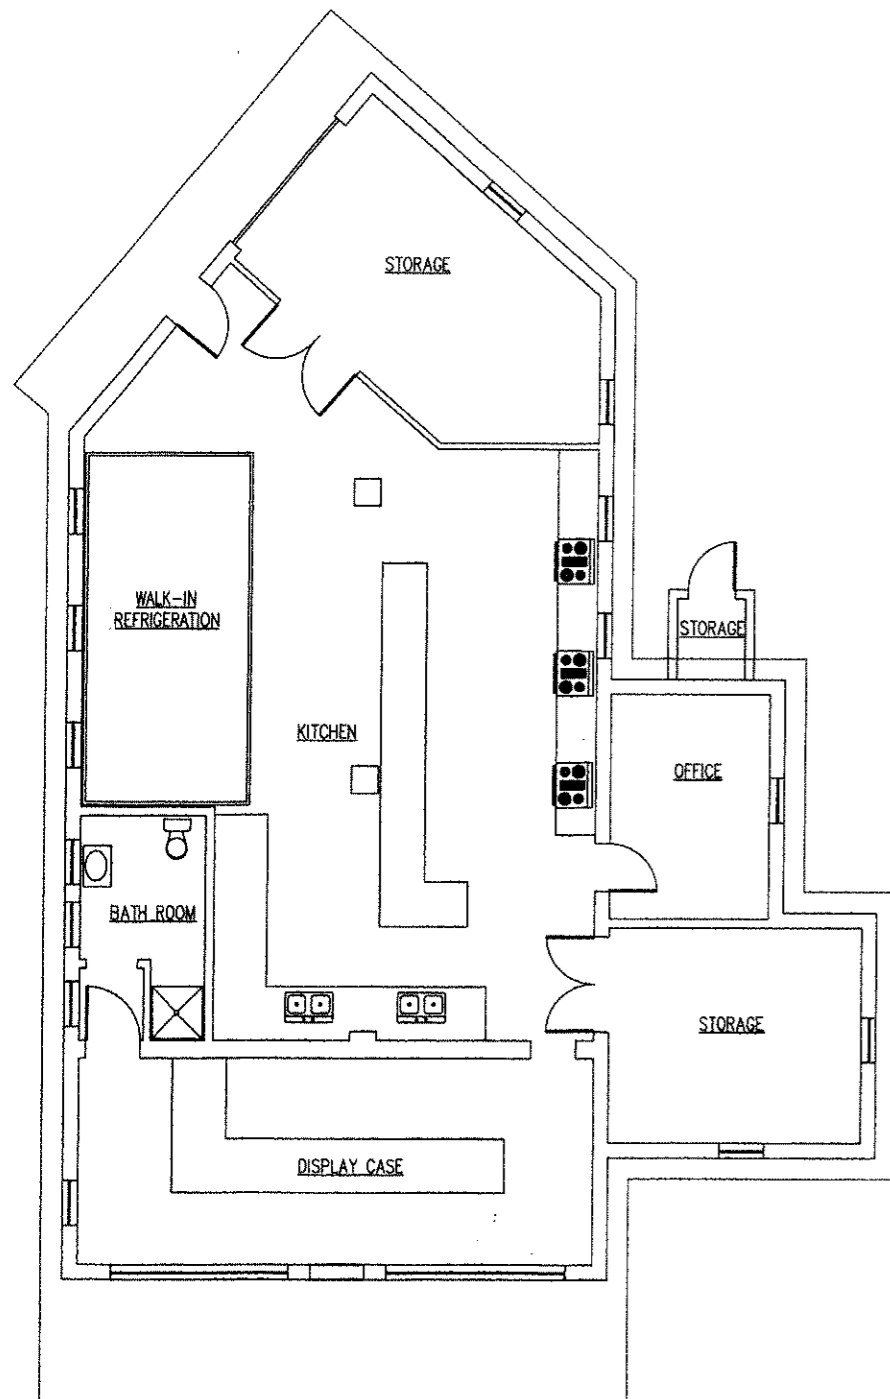 STORAGE
WALK-IN
REFRIGERATION
STORAGE
KITCHEN
OFFICE
BATH ROOM
STORAGE
DISPLAY CASE